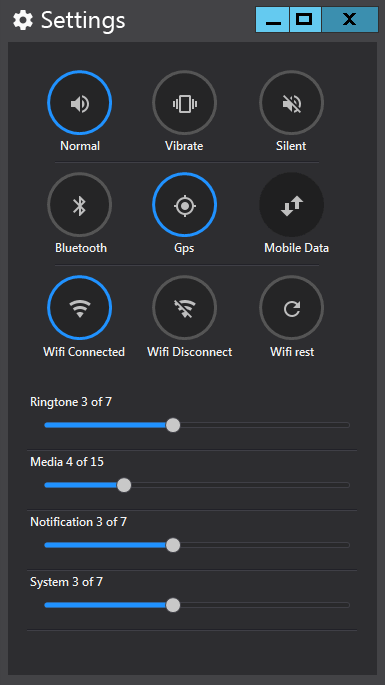 Settings
X
Normal
Vibrate
Silent
Bluetooth
Gps
Mobile Data
Wifi Connected
Wifi Disconnect
Wifi rest
Ringtone 3 of 7
Media 4 of 15
Notification 3 of 7
System 3 of 7